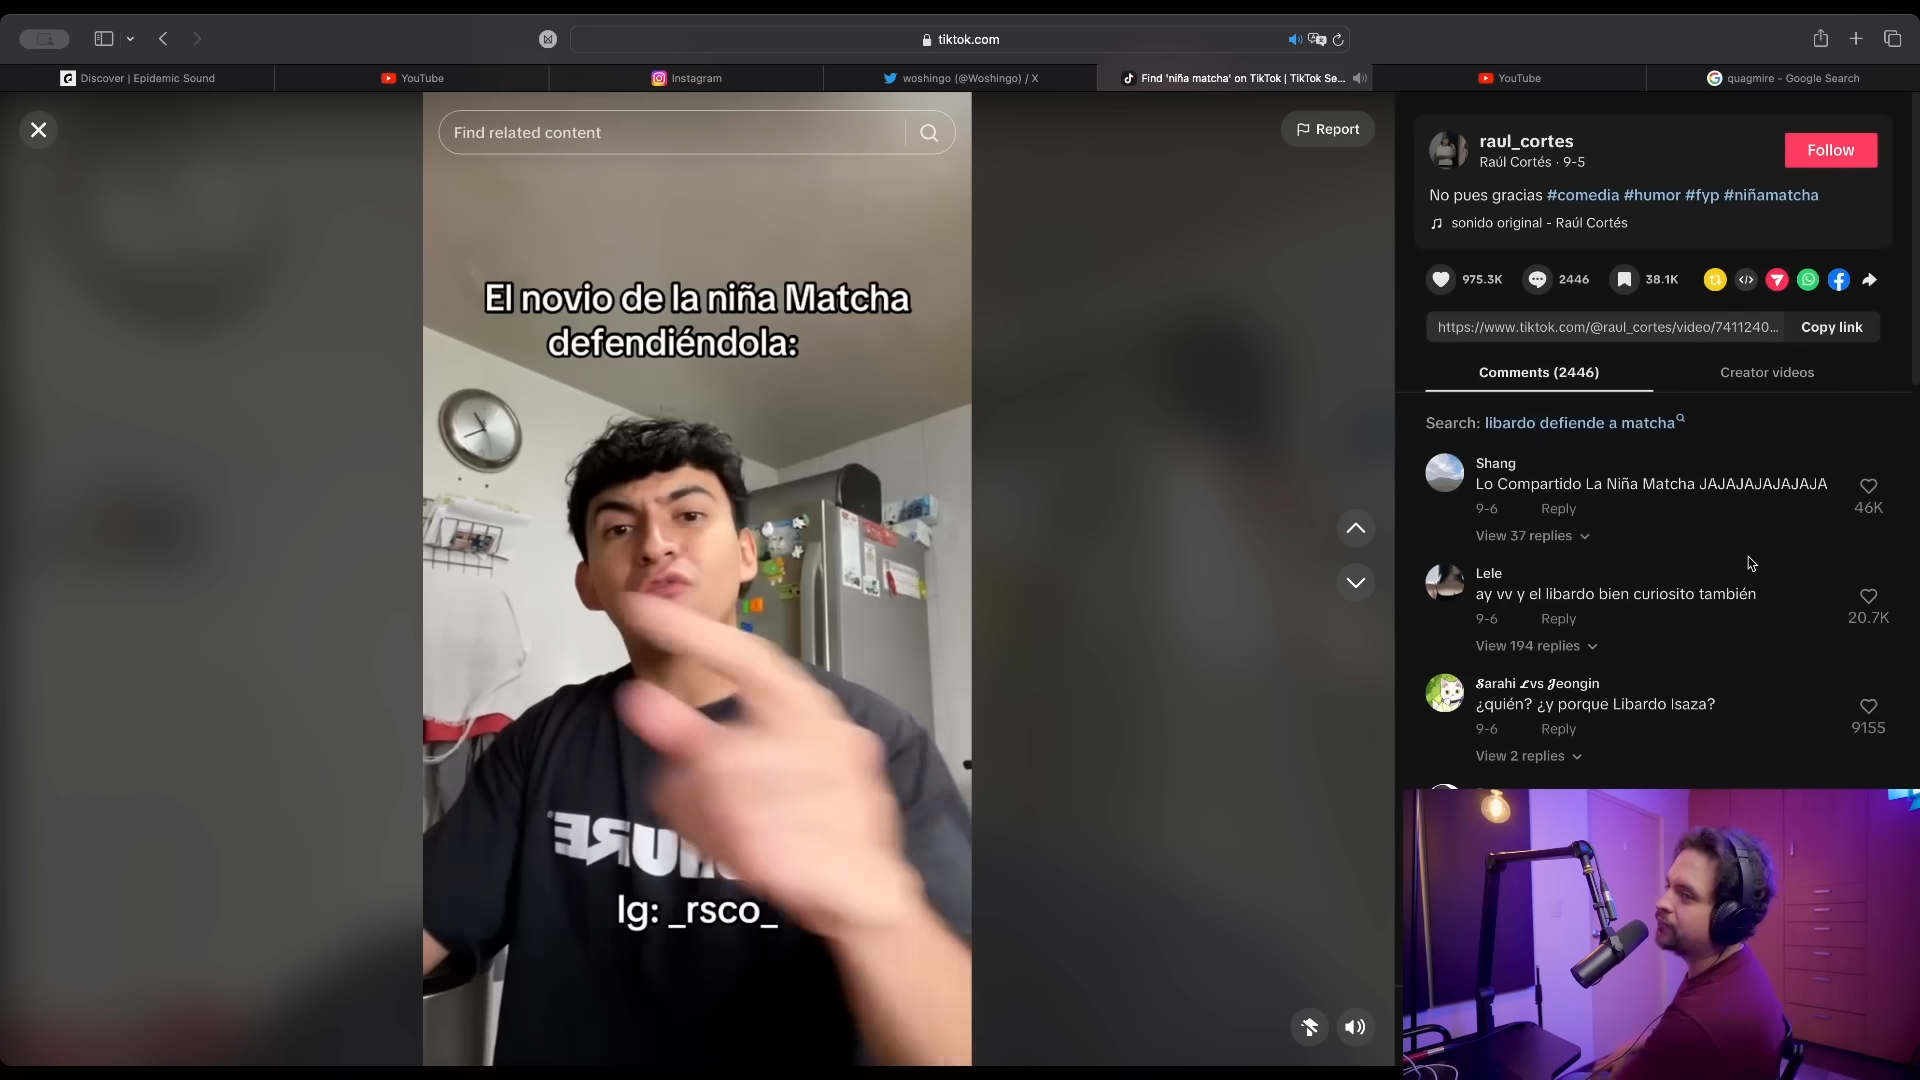 tiktok.com
Discover | Epidemic Sound
YouTube
Instagram
woshingo (@Woshingo) / X
Find 'niña matcha' on TikTok | TikTok Se...
YouTube
quagmire - Google Search
Find related content
Report
El novio de la niña Matcha
defendiéndola:
Ig: _rsco_
raul_cortes
Raúl Cortés · 9-5
Follow
No pues gracias #comedia #humor #fyp #niñamatcha
sonido original - Raúl Cortés
975.3K
2446
38.1K
https://www.tiktok.com/@raul_cortes/video/7411240...
Copy link
Comments (2446)
Creator videos
Search: libardo defiende a matcha
Shang
Lo Compartido La Niña Matcha JAJAJAJAJAJAJA
46K
9-6 Reply
View 37 replies
Lele
ay vv y el libardo bien curiosito también
20.7K
9-6 Reply
View 194 replies
𝓢arahi 𝓛vs 𝓙eongin
¿quién? ¿y porque Libardo Isaza?
9155
9-6 Reply
View 2 replies